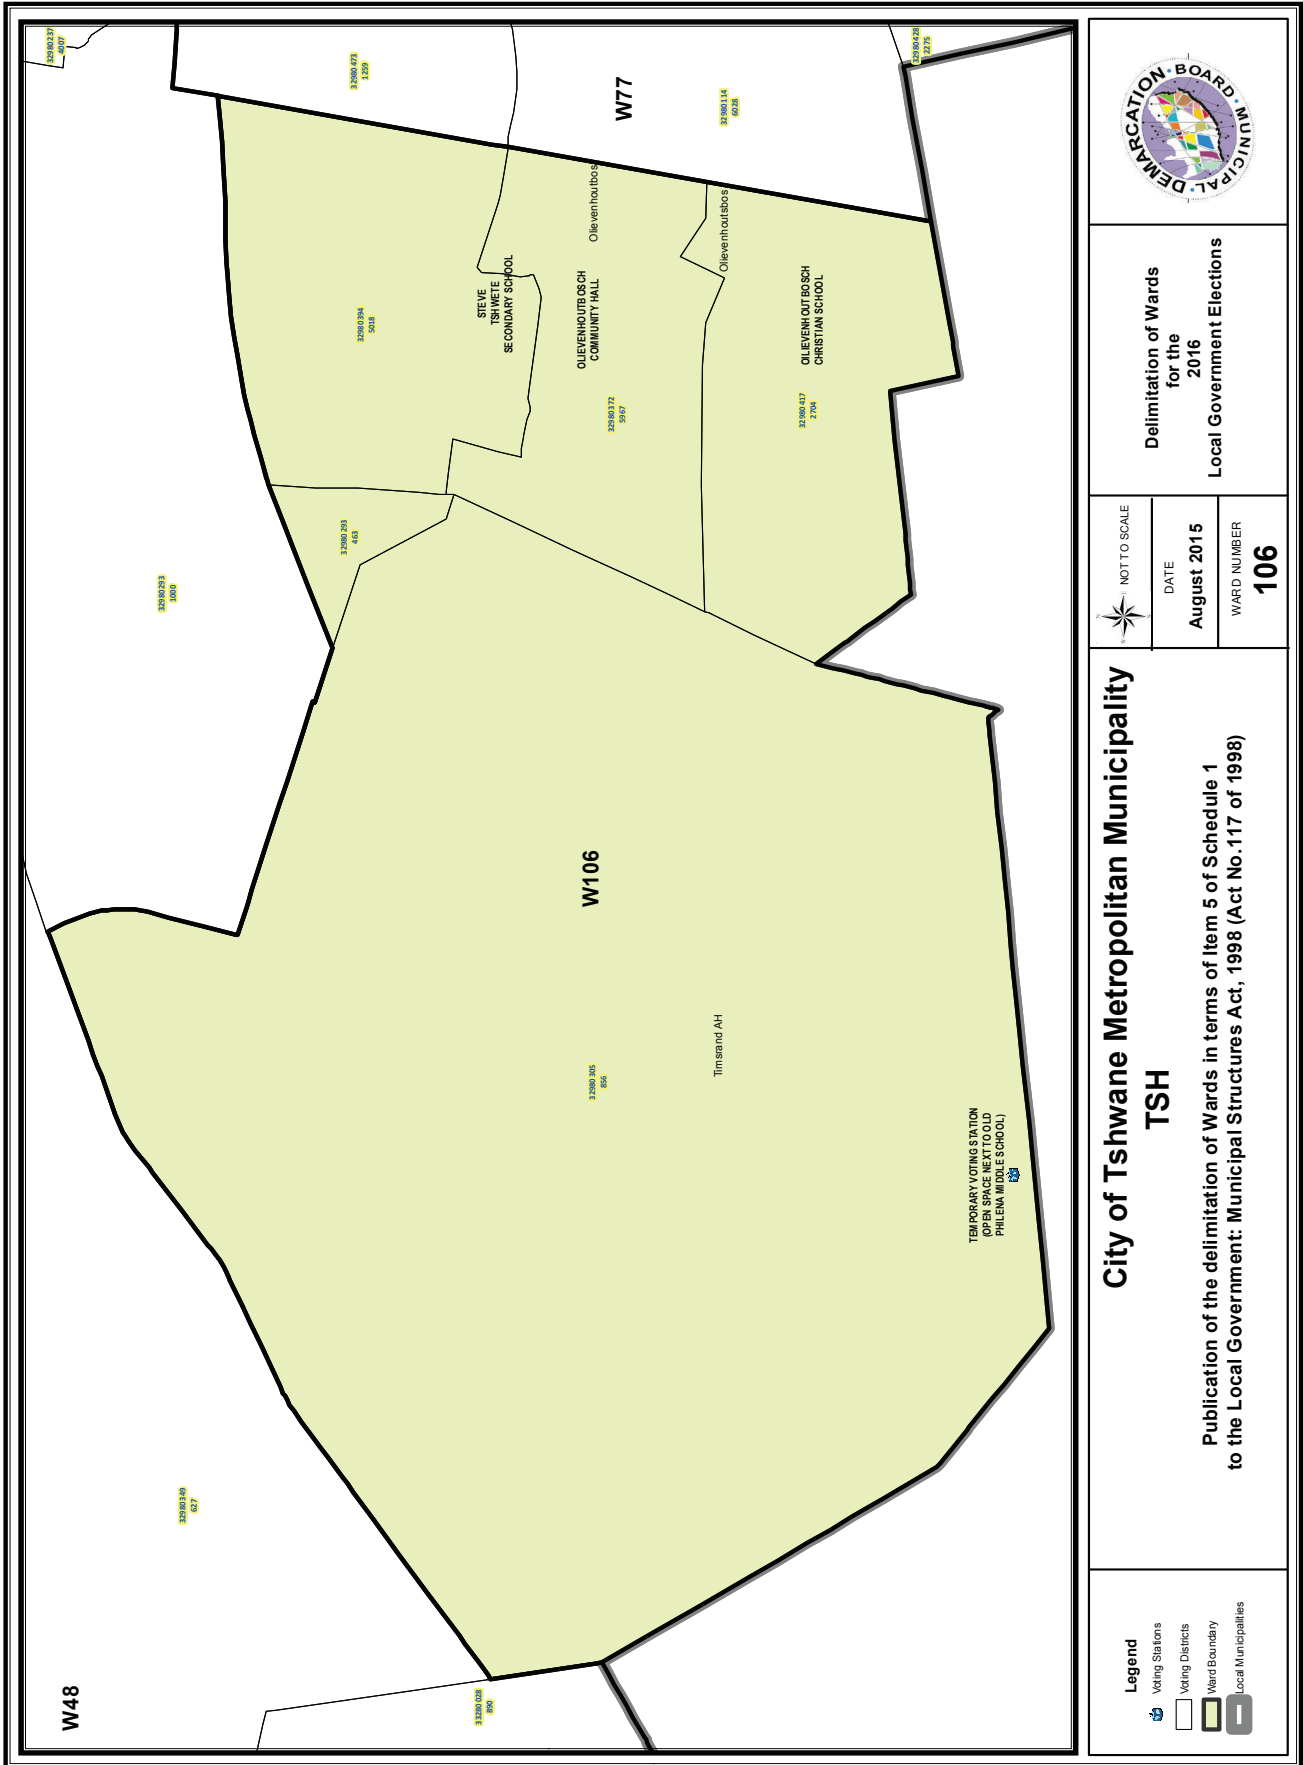 W48
32980349
627
33280028
890
32980293
1000
32980237
4007
32980473
1259
W77
32980114
6028
32980428
2275
32980394
5018
32980293
463
STEVE
TSHWETE
SECONDARY SCHOOL
Olievenhoutbos
OLIEVENHOUTBOSCH
COMMUNITY HALL
32980372
5967
Olievenhoutsbos
OILIEVENHOUTBOSCH
CHRISTIAN SCHOOL
32980417
2704
W106
32980305
856
Timsrand AH
TEMPORARY VOTING STATION
(OPEN SPACE NEXT TO OLD
PHILENA MIDDLE SCHOOL)
Legend
Voting Stations
Voting Districts
Ward Boundary
Local Municipalities
City of Tshwane Metropolitan Municipality
TSH
Publication of the delimitation of Wards in terms of Item 5 of Schedule 1
to the Local Government: Municipal Structures Act, 1998 (Act No.117 of 1998)
N
W
E
S
NOT TO SCALE
DATE
August 2015
WARD NUMBER
106
Delimitation of Wards
for the
2016
Local Government Elections
MUNICIPAL · DEMARCATION · BOARD ·